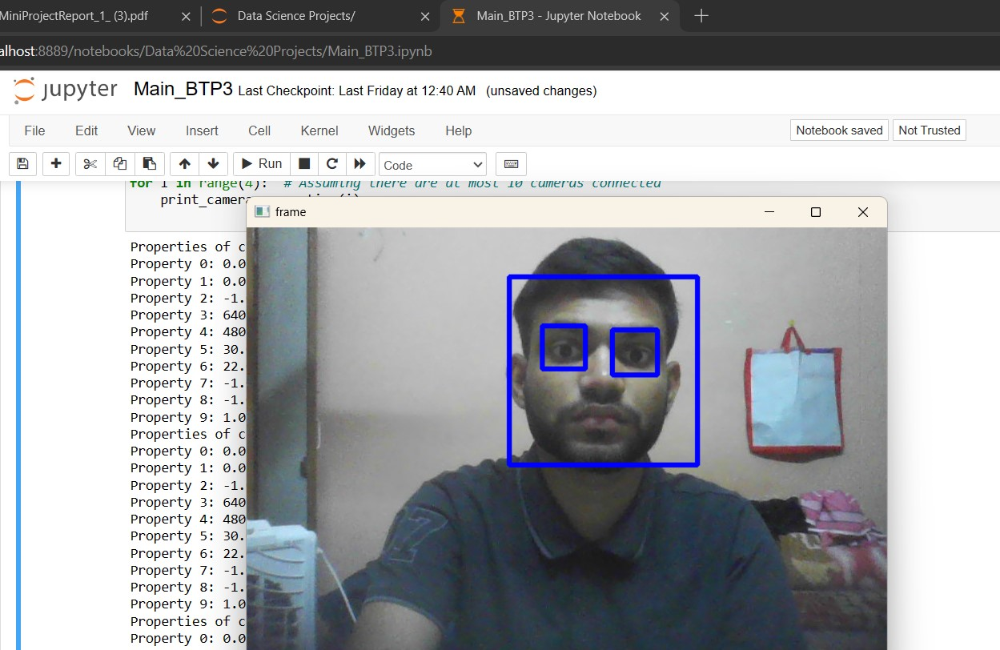 MiniProjectReport_1_ (3).pdf
Data Science Projects/
Main_BTP3 - Jupyter Notebook
alhost:8889/notebooks/Data%20Science%20Projects/Main_BTP3.ipynb
jupyter Main_BTP3 Last Checkpoint: Last Friday at 12:40 AM (unsaved changes)
File Edit View Insert Cell Kernel Widgets Help
Notebook saved Not Trusted
Run Code
for i in range(4): # Assuming there are at most 10 cameras connected
print_camera
frame
Properties of c
Property 0: 0.0
Property 1: 0.0
Property 2: -1.
Property 3: 640
Property 4: 480
Property 5: 30.
Property 6: 22.
Property 7: -1.
Property 8: -1.
Property 9: 1.0
Properties of c
Property 0: 0.0
Property 1: 0.0
Property 2: -1.
Property 3: 640
Property 4: 480
Property 5: 30.
Property 6: 22.
Property 7: -1.
Property 8: -1.
Property 9: 1.0
Properties of c
Property 0: 0.0